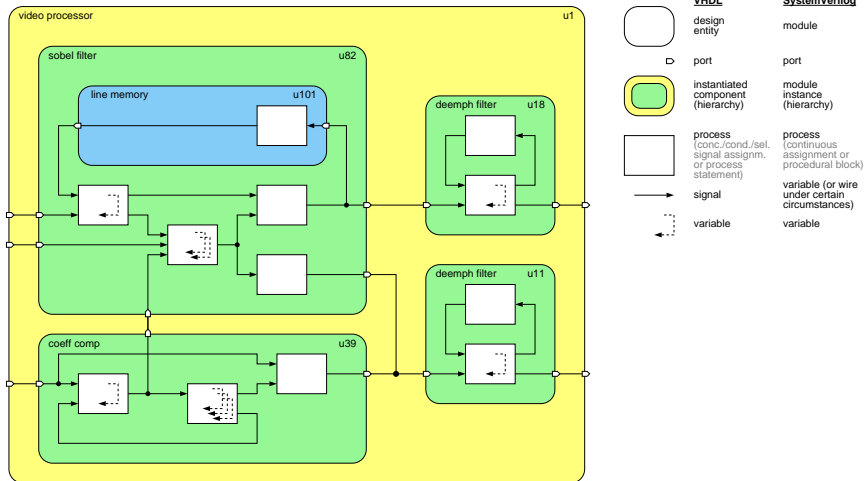 video processor u1
sobel filter u82
line memory u101
deemph filter u18
deemph filter u11
coeff comp u39
VHDL SystemVerilog
design
entity
module
port port
instantiated
component
(hierarchy)
module
instance
(hierarchy)
process
(conc./cond./sel.
signal assignm.
or process
statement)
process
(continuous
assignment or
procedural block)
signal
variable (or wire
under certain
circumstances)
variable variable